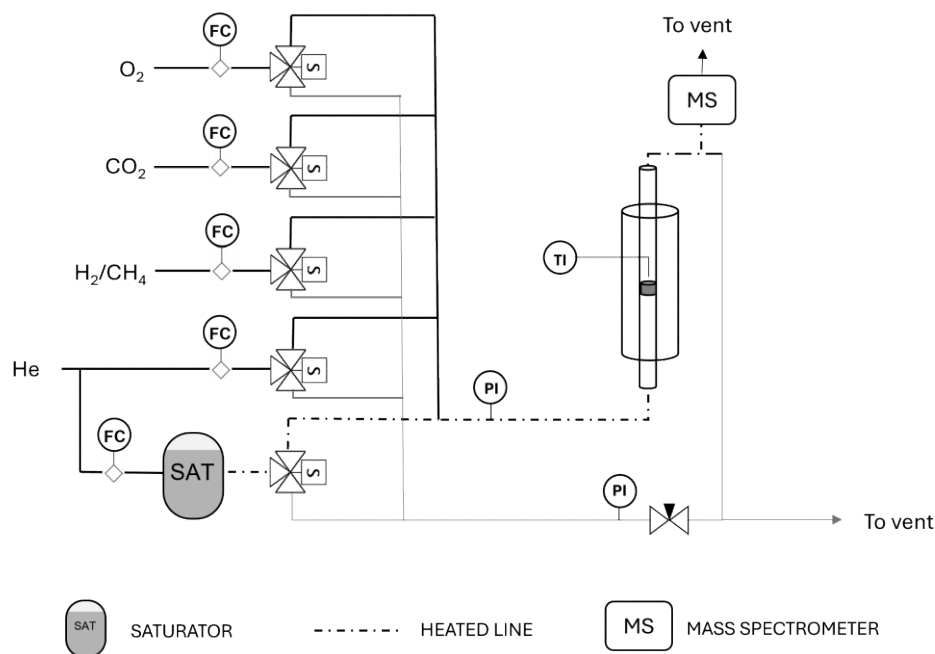 To vent
FC
O₂
S
MS
FC
CO₂
S
FC
H₂/CH₄
S
TI
FC
He
S
PI
FC
SAT
S
PI
To vent
SAT
SATURATOR
HEATED LINE
MS
MASS SPECTROMETER